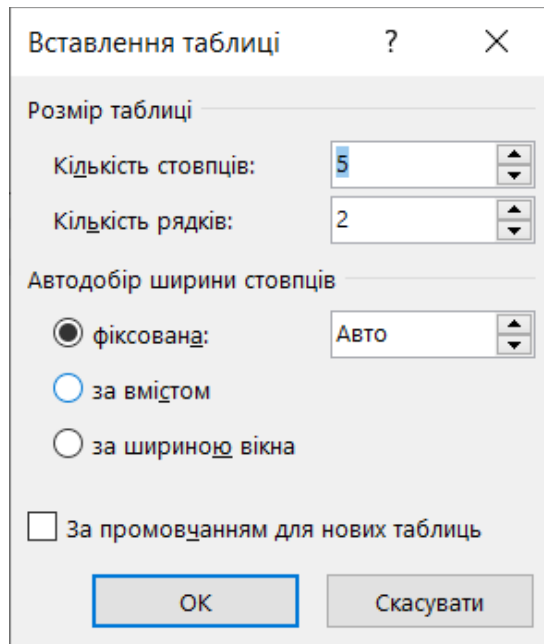 Вставлення таблиці ?
Розмір таблиці
Кількість стовпців: 5
Кількість рядків: 2
Автодобір ширини стовпців
фіксована: Авто
за вмістом
за шириною вікна
За промовчанням для нових таблиць
ОК Скасувати